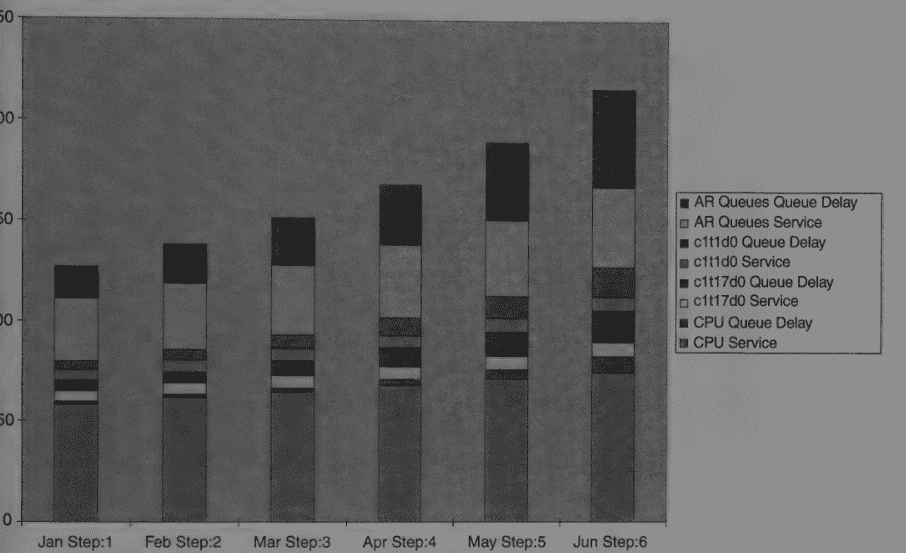 50
00
50
00
50
0
Jan Step:1 Feb Step:2 Mar Step:3 Apr Step:4 May Step:5 Jun Step:6
AR Queues Queue Delay
AR Queues Service
c1t1d0 Queue Delay
c1t1d0 Service
c1t17d0 Queue Delay
c1t17d0 Service
CPU Queue Delay
CPU Service